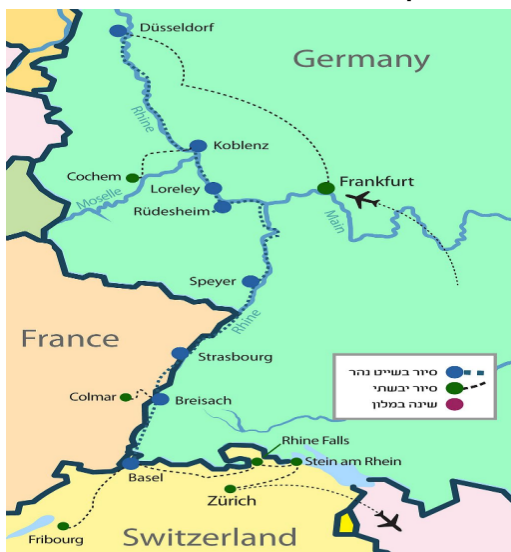 Düsseldorf
Germany
Rhine
Koblenz
Cochem
Loreley
Frankfurt
Moselle
Rüdesheim
Main
Speyer
Rhine
France
Strasbourg
סיור בשייט נהר
סיור יבשתי
שינה במלון
Colmar
Breisach
Rhine Falls
Basel
Stein am Rhein
Zürich
Fribourg
Switzerland